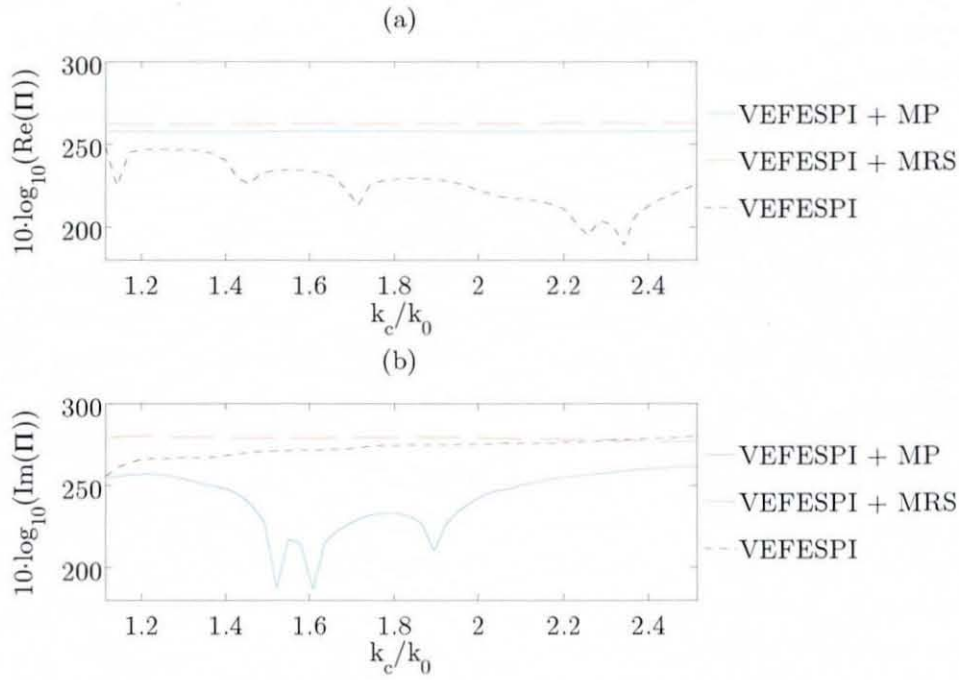 (a)
10·log10(Re(Π))
300
250
200
1.2 1.4 1.6 1.8 2 2.2 2.4
kc/k0
VEFESPI + MP
VEFESPI + MRS
VEFESPI
(b)
10·log10(Im(Π))
300
250
200
1.2 1.4 1.6 1.8 2 2.2 2.4
kc/k0
VEFESPI + MP
VEFESPI + MRS
VEFESPI